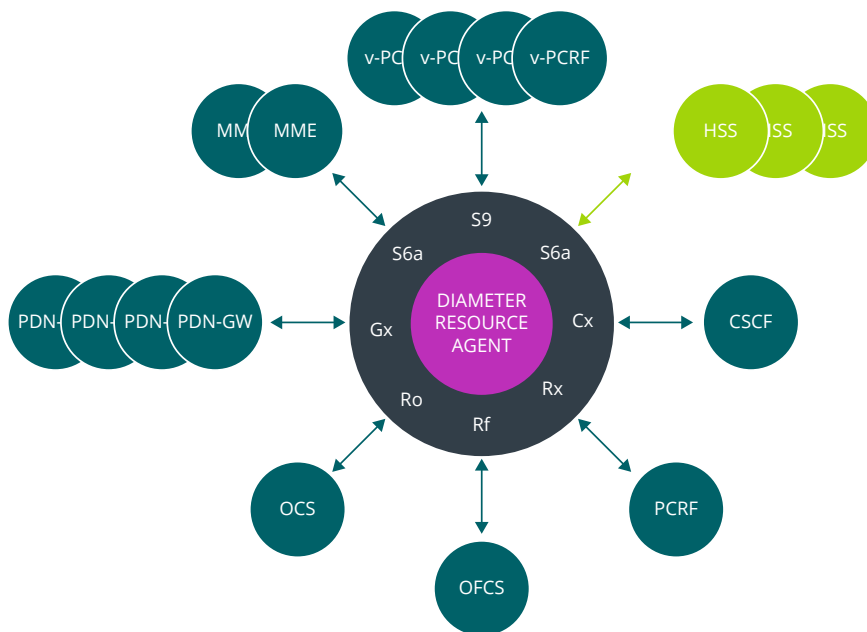 v-PC
v-PC
v-PC
v-PCRF
MM
MME
HSS
ISS
ISS
S9
S6a
S6a
DIAMETER
RESOURCE
AGENT
PDN-
PDN-
PDN-
PDN-GW
Gx
Cx
CSCF
Ro
Rx
Rf
OCS
PCRF
OFCS